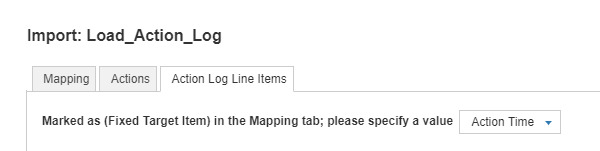 Import: Load_Action_Log
Mapping Actions Action Log Line Items
Marked as (Fixed Target Item) in the Mapping tab; please specify a value Action Time